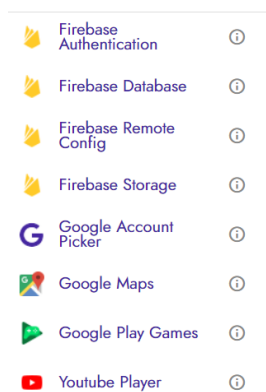 Firebase
Authentication
Firebase Database
Firebase Remote
Config
Firebase Storage
Google Account
Picker
Google Maps
Google Play Games
Youtube Player